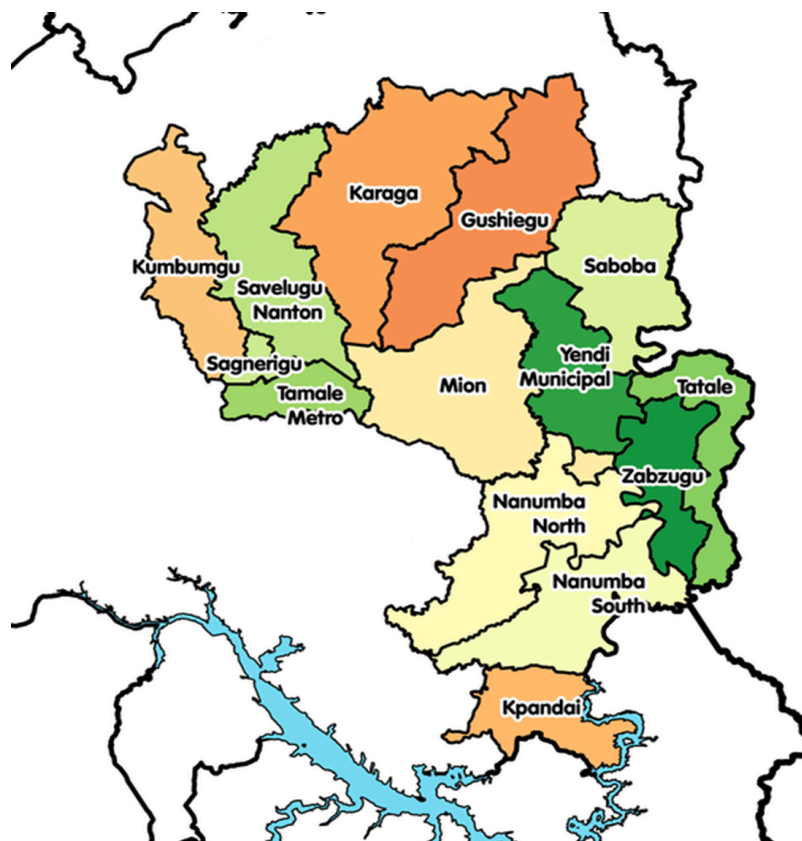 Karaga
Gushiegu
Kumbumgu
Saboba
Savelugu
Nanton
Yendi
Municipal
Sagnerigu
Mion
Tatale
Tamale
Metro
Zabzugu
Nanumba
North
Nanumba
South
Kpandai